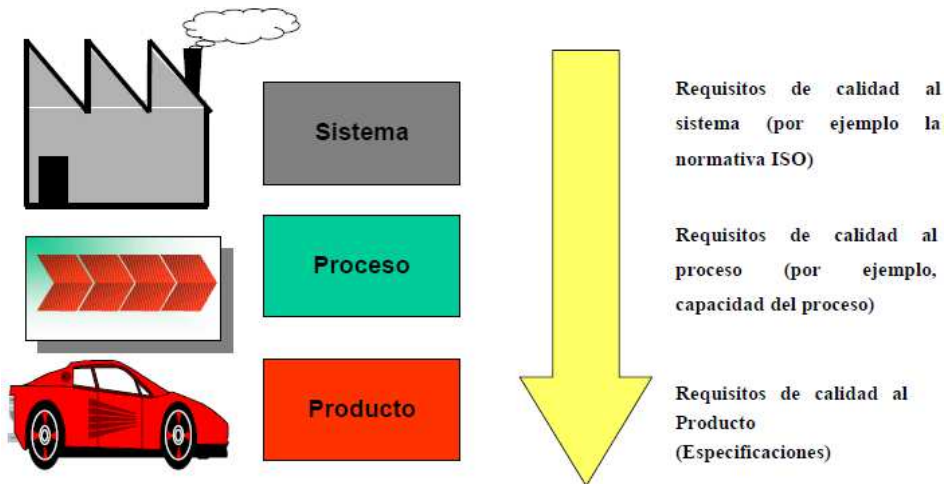 Sistema
Requisitos de calidad al
sistema (por ejemplo la
normativa ISO)
Proceso
Requisitos de calidad al
proceso (por ejemplo,
capacidad del proceso)
Producto
Requisitos de calidad al
Producto
(Especificaciones)